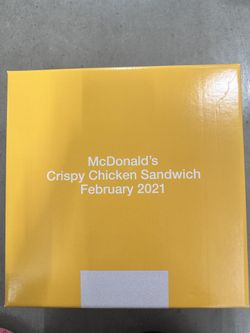 McDonald's
Crispy Chicken Sandwich
February 2021